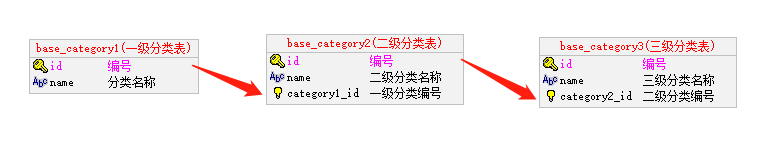 base_category1(一级分类表)
id 编号
name 分类名称
base_category2(二级分类表)
id 编号
name 二级分类名称
category1_id 一级分类编号
base_category3(三级分类表)
id 编号
name 三级分类名称
category2_id 二级分类编号